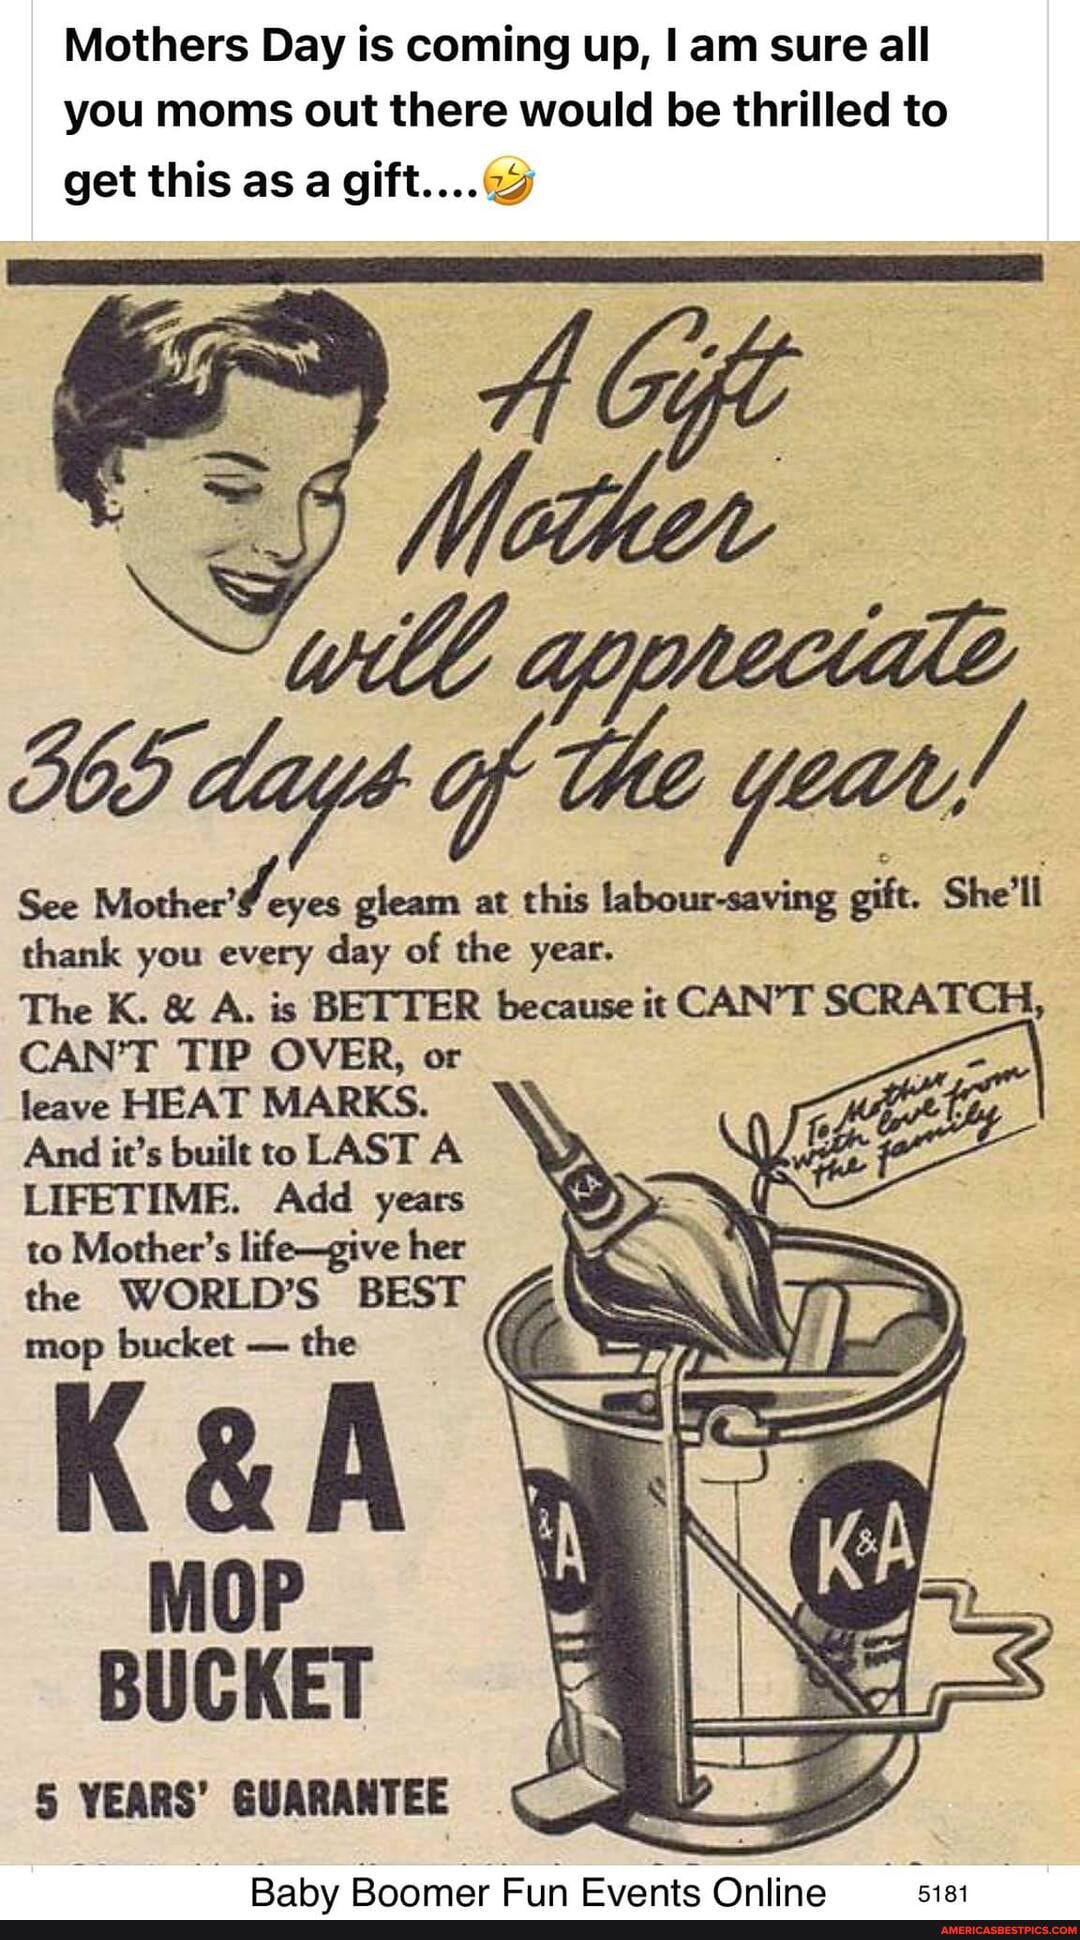 Mothers Day is coming up, I am sure all
you moms out there would be thrilled to
get this as a gift....🤣
A Gift
Mother
will appreciate
365 days of the year!
See Mother's eyes gleam at this labour-saving gift. She'll
thank you every day of the year.
The K. & A. is BETTER because it CAN'T SCRATCH,
CAN'T TIP OVER, or
leave HEAT MARKS.
And it's built to LAST A
LIFETIME. Add years
to Mother's life—give her
the WORLD'S BEST
mop bucket — the
To Mother —
with love from
the family
KA
K & A
MOP
BUCKET
&A
K&A
5 YEARS' GUARANTEE
Baby Boomer Fun Events Online 5181
AMERICASBESTPICS.COM